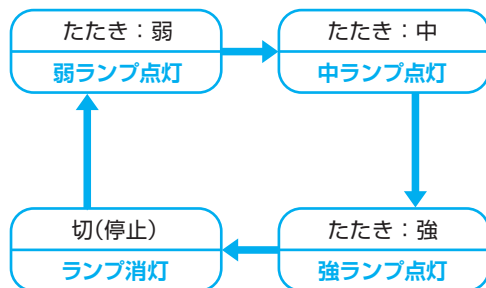 たたき：弱
弱ランプ点灯
たたき：中
中ランプ点灯
切(停止)
ランプ消灯
たたき：強
強ランプ点灯